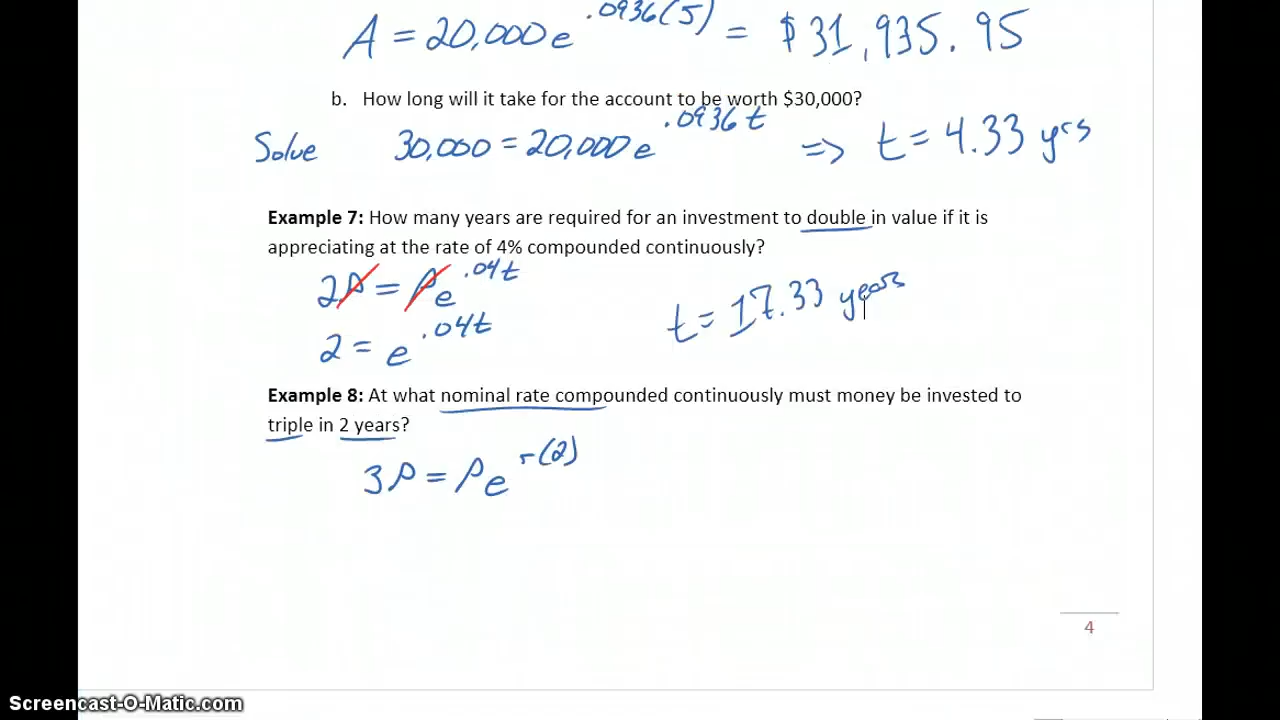 A = 20,000 e .0936(5) = $31,935.95
b. How long will it take for the account to be worth $30,000?
Solve 30,000 = 20,000 e .0936t => t = 4.33 yrs
Example 7: How many years are required for an investment to double in value if it is
appreciating at the rate of 4% compounded continuously?
2P = Pe .04t
t = 17.33 years
2 = e .04t
Example 8: At what nominal rate compounded continuously must money be invested to
triple in 2 years?
3P = Pe r(2)
4
Screencast-O-Matic.com